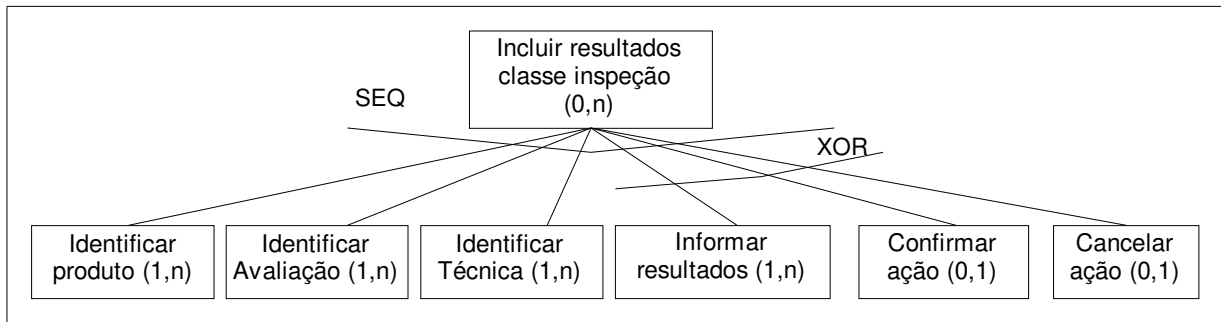 Incluir resultados
classe inspeção
(0,n)
SEQ
XOR
Identificar
produto (1,n)
Identificar
Avaliação (1,n)
Identificar
Técnica (1,n)
Informar
resultados (1,n)
Confirmar
ação (0,1)
Cancelar
ação (0,1)